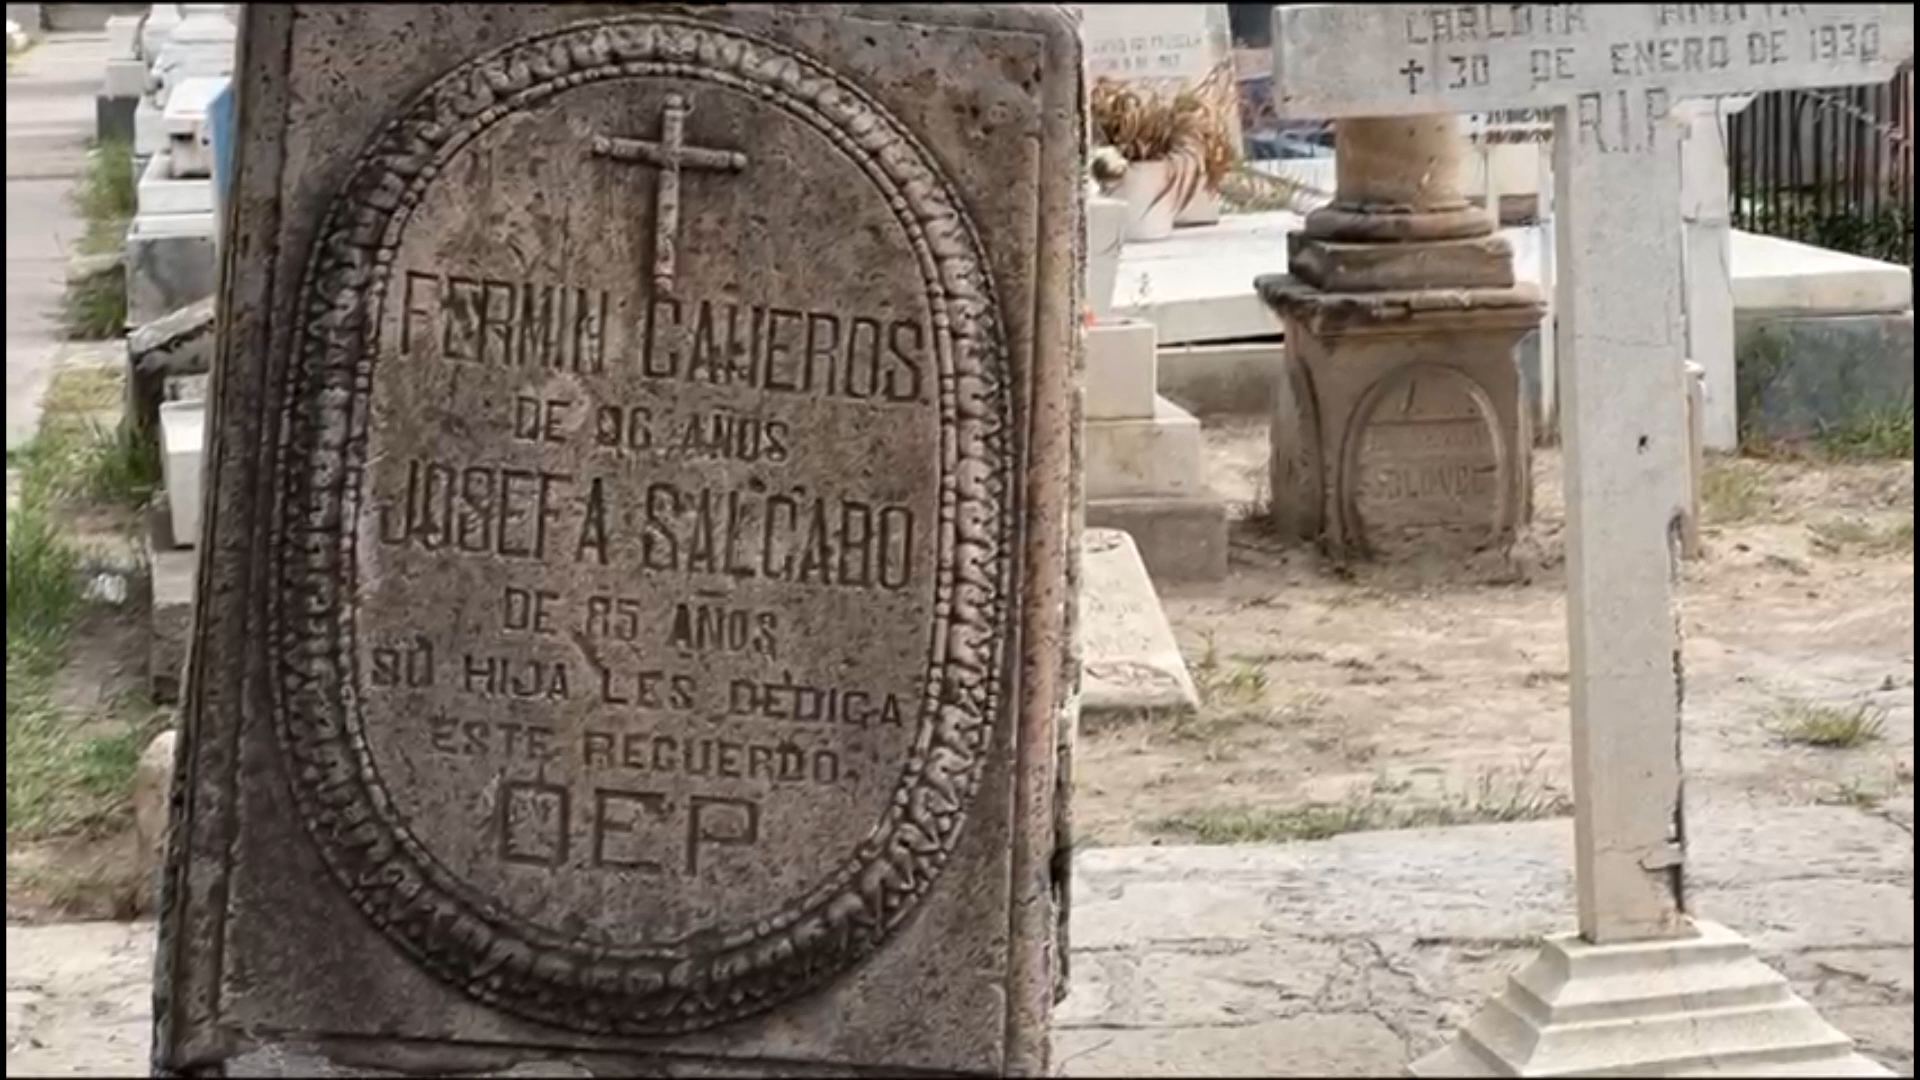 FERMIN CAÑEROS
DE 96 AÑOS
JOSEFA SALCADO
DE 85 AÑOS
SU HIJA LES DEDICA
ESTE RECUERDO.
D E P
CARLOTA AMAYA
✝ 30 DE ENERO DE 1930
R.I.P.